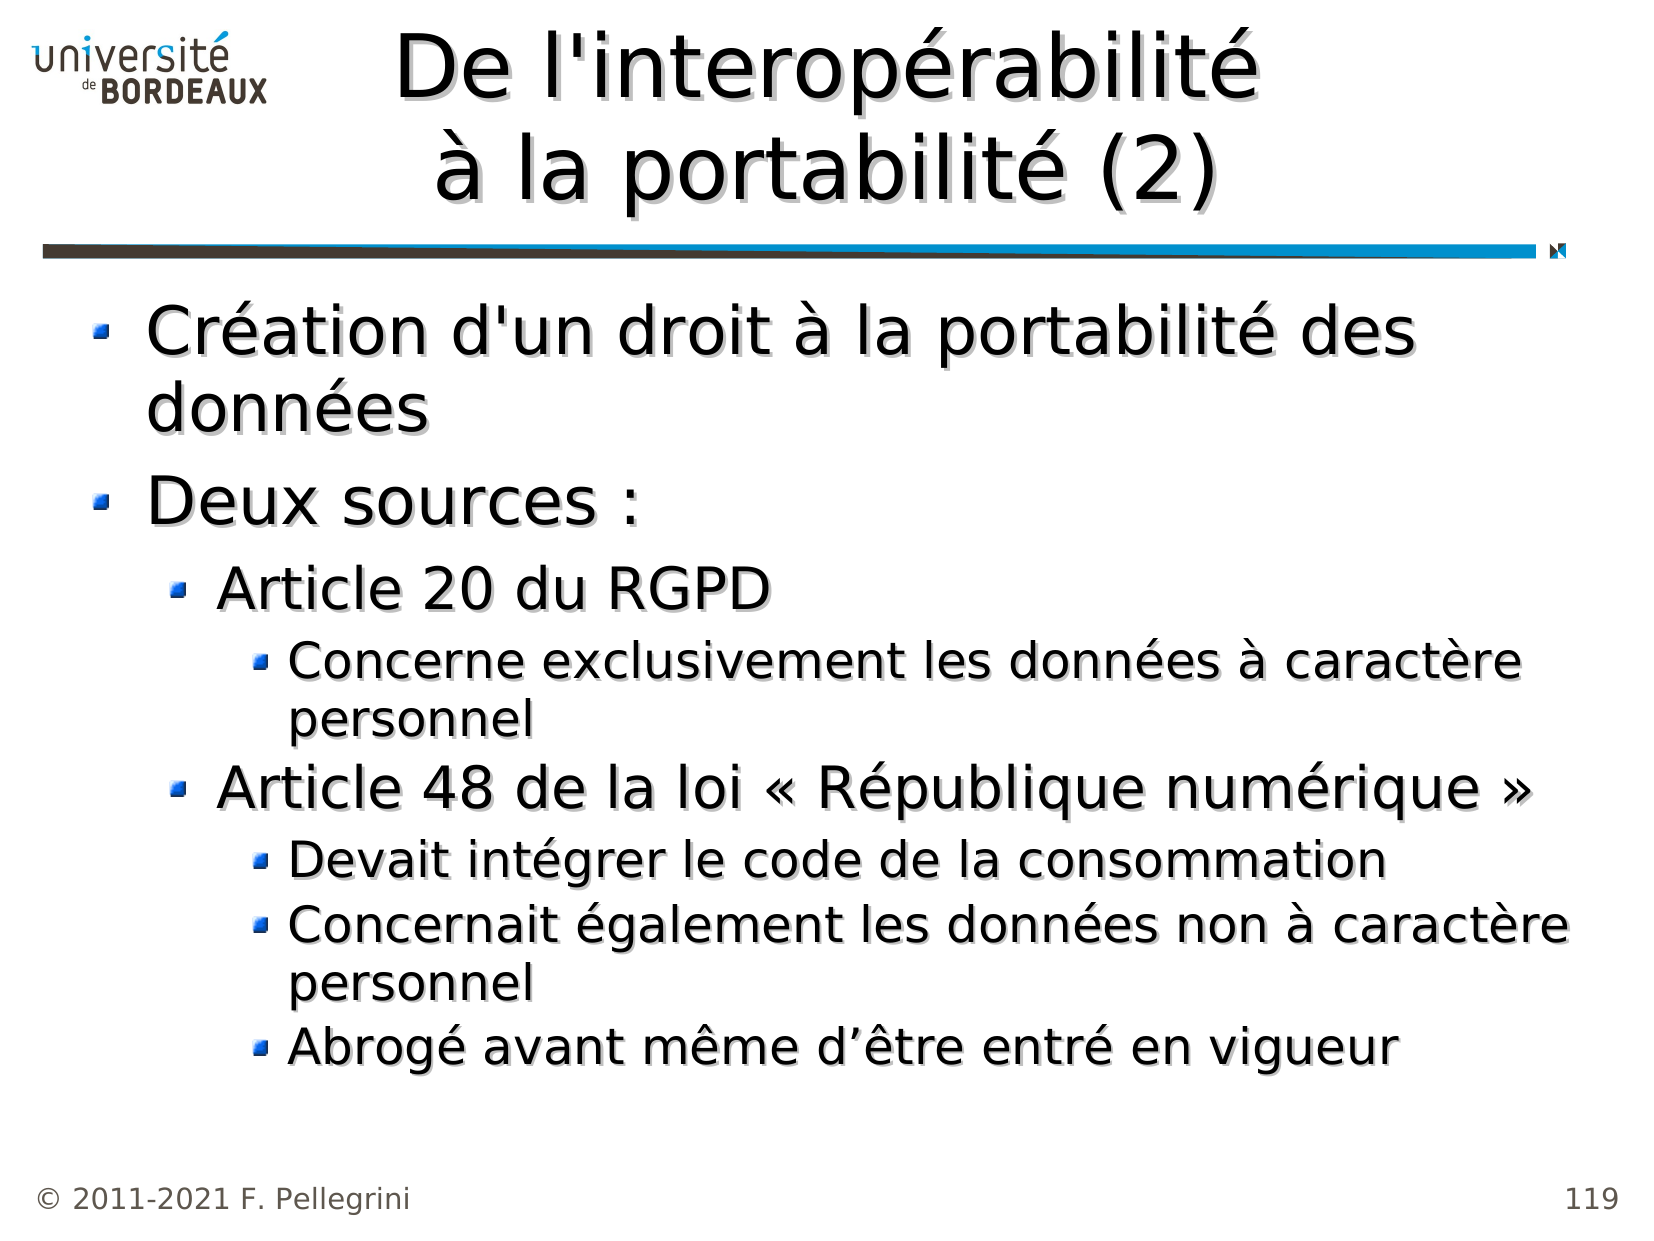 université
de BORDEAUX
De l'interopérabilité
à la portabilité (2)
Création d'un droit à la portabilité des
données
Deux sources :
Article 20 du RGPD
Concerne exclusivement les données à caractère
personnel
Article 48 de la loi « République numérique »
Devait intégrer le code de la consommation
Concernait également les données non à caractère
personnel
Abrogé avant même d’être entré en vigueur
© 2011-2021 F. Pellegrini
119